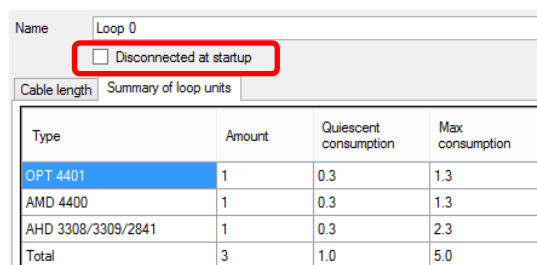 Name Loop 0
Disconnected at startup
Cable length Summary of loop units
Type Amount Quiescent consumption Max consumption
OPT 4401 1 0.3 1.3
AMD 4400 1 0.3 1.3
AHD 3308/3309/2841 1 0.3 2.3
Total 3 1.0 5.0